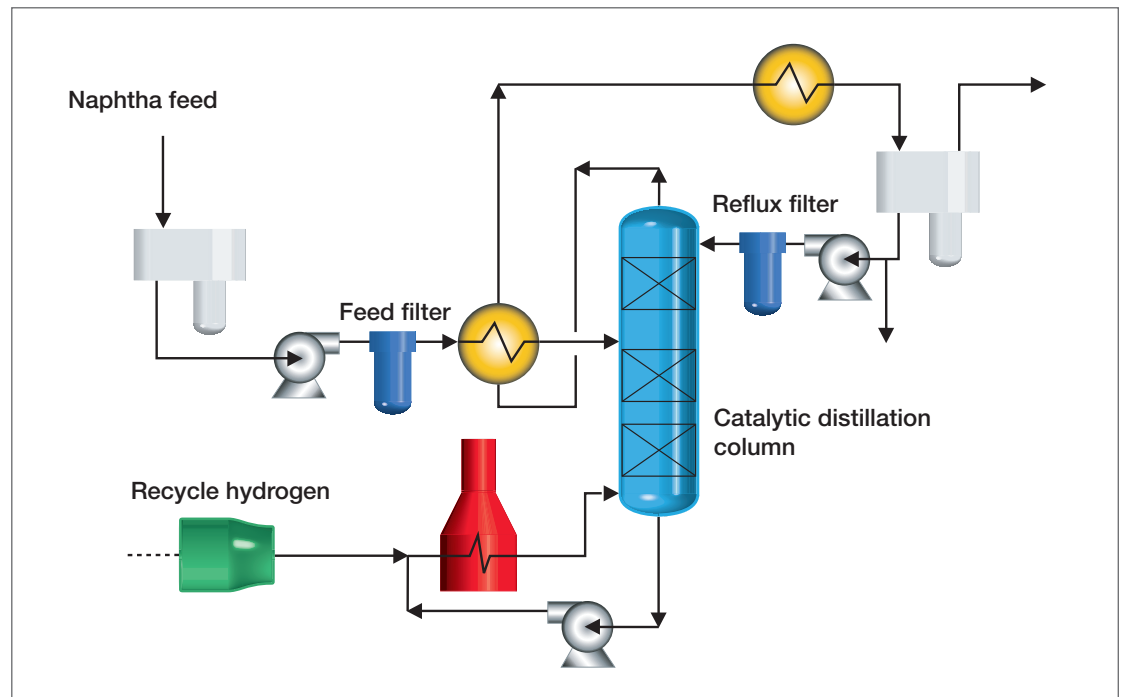 Naphtha feed
Reflux filter
Feed filter
Catalytic distillation
column
Recycle hydrogen